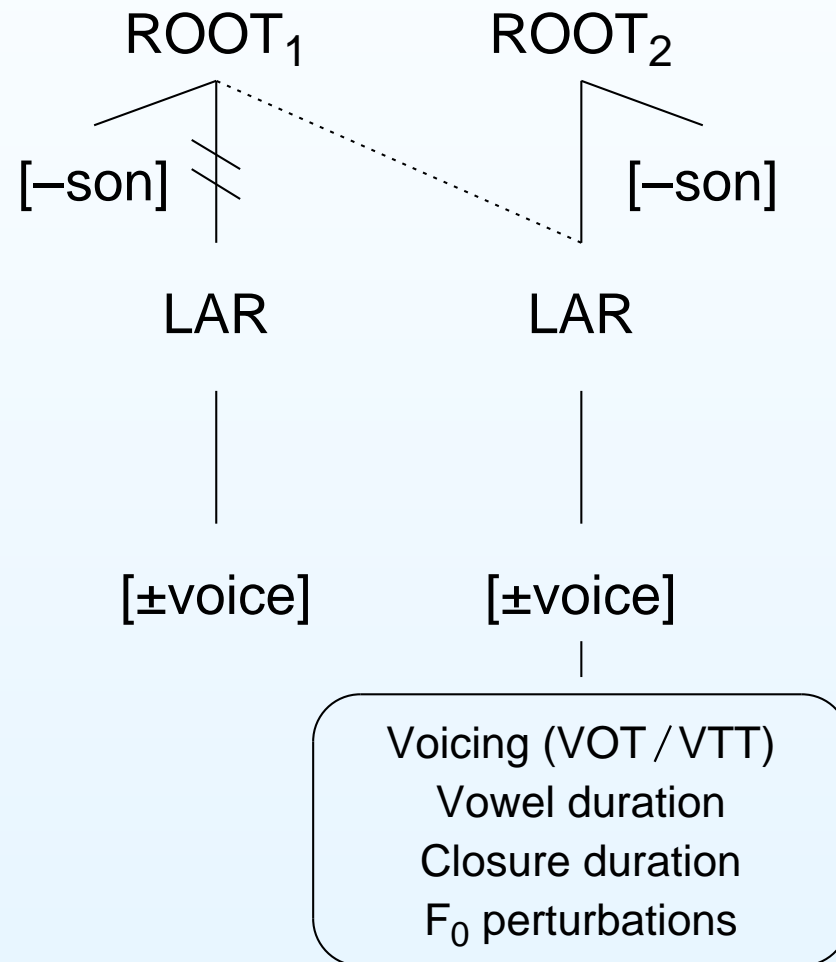 ROOT₁ ROOT₂
[–son] [–son]
LAR LAR
[±voice] [±voice]
Voicing (VOT / VTT)
Vowel duration
Closure duration
F₀ perturbations